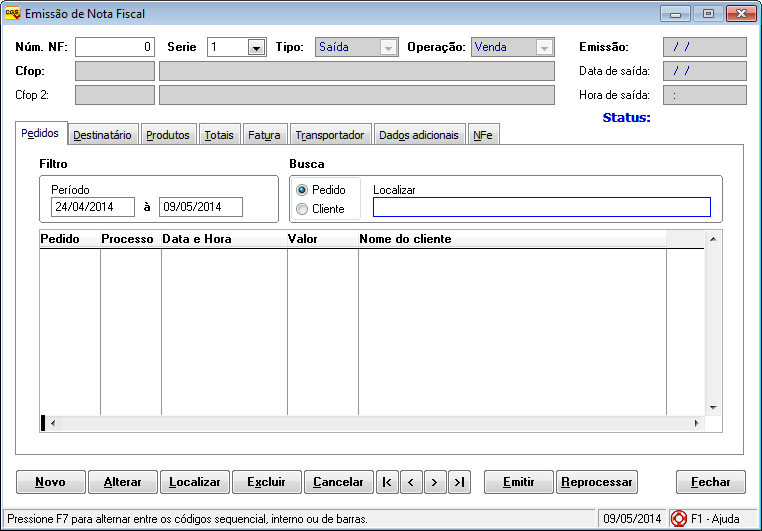 CGS Emissão de Nota Fiscal
Núm. NF: 0 Serie 1 Tipo: Saída Operação: Venda Emissão: / /
Cfop: Data de saída: / /
Cfop 2: Hora de saída: :
Status:
Pedidos Destinatário Produtos Totais Fatura Transportador Dados adicionais NFe
Filtro Busca
Período Pedido Localizar
24/04/2014 à 09/05/2014 Cliente
Pedido Processo Data e Hora Valor Nome do cliente
Novo Alterar Localizar Excluir Cancelar |< < > >| Emitir Reprocessar Fechar
Pressione F7 para alternar entre os códigos sequencial, interno ou de barras. 09/05/2014 F1 - Ajuda